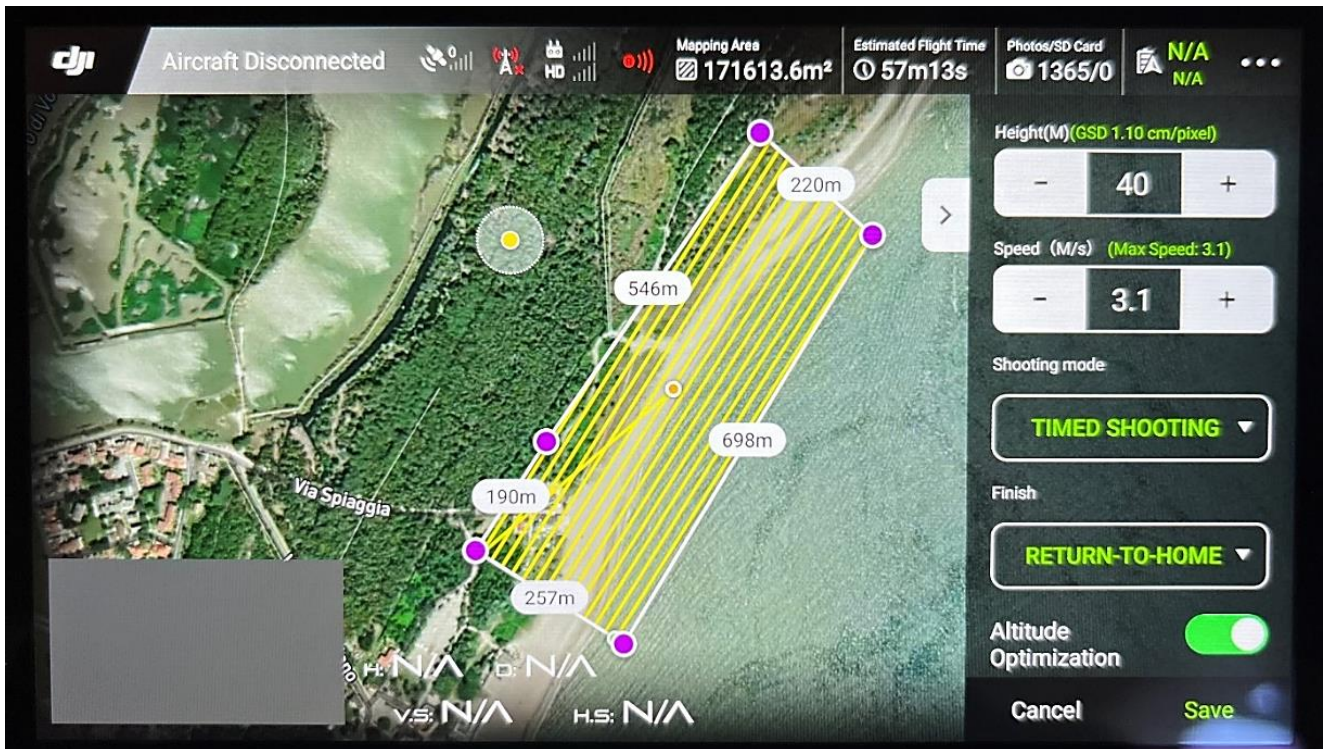 dji
Aircraft Disconnected
0
HD
Mapping Area
171613.6m²
Estimated Flight Time
57m13s
Photos/SD Card
1365/0
N/A
N/A
Height(M)(GSD 1.10 cm/pixel)
- 40 +
Speed (M/s) (Max Speed: 3.1)
- 3.1 +
Shooting mode
TIMED SHOOTING
Finish
RETURN-TO-HOME
Altitude
Optimization
Cancel Save
220m
546m
698m
190m
257m
Via Spiaggia
H: N/A D: N/A
V.S: N/A H.S: N/A